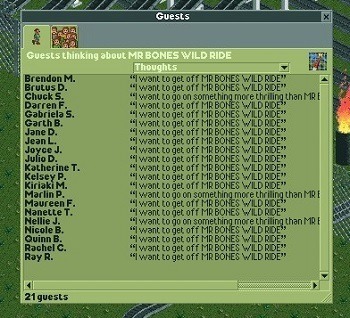 Guests
Guests thinking about MR BONES WILD RIDE
Thoughts
Brendon M. “I want to get off MR BONES WILD RIDE”
Brutus D. “I want to get off MR BONES WILD RIDE”
Chuck S. “I want to go on something more thrilling than MR B
Darren F. “I want to get off MR BONES WILD RIDE”
Gabriela S. “I want to get off MR BONES WILD RIDE”
Garth B. “I want to get off MR BONES WILD RIDE”
Jane D. “I want to get off MR BONES WILD RIDE”
Jean L. “I want to get off MR BONES WILD RIDE”
Joyce J. “I want to get off MR BONES WILD RIDE”
Julio D. “I want to get off MR BONES WILD RIDE”
Katherine T. “I want to get off MR BONES WILD RIDE”
Kelsey P. “I want to get off MR BONES WILD RIDE”
Kiriaki M. “I want to get off MR BONES WILD RIDE”
Marlin P. “I want to go on something more thrilling than MR B
Maureen F. “I want to get off MR BONES WILD RIDE”
Nanette T. “I want to get off MR BONES WILD RIDE”
Nellie J. “I want to go on something more thrilling than MR B
Nicole B. “I want to get off MR BONES WILD RIDE”
Quinn B. “I want to get off MR BONES WILD RIDE”
Rachel C. “I want to get off MR BONES WILD RIDE”
Ray R. “I want to get off MR BONES WILD RIDE”
21 guests